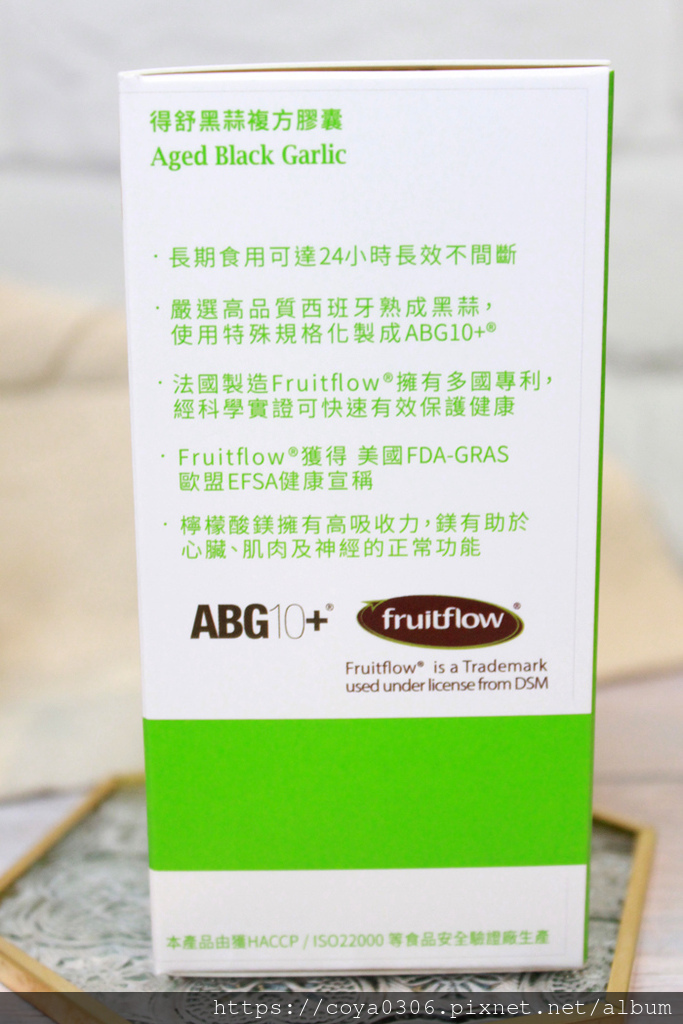 得舒黑蒜複方膠囊
Aged Black Garlic
·長期食用可達24小時長效不間斷
·嚴選高品質西班牙熟成黑蒜，
使用特殊規格化製成ABG10+®
·法國製造Fruitflow®擁有多國專利，
經科學實證可快速有效保護健康
·Fruitflow®獲得 美國FDA-GRAS
歐盟EFSA健康宣稱
·檸檬酸鎂擁有高吸收力，鎂有助於
心臟、肌肉及神經的正常功能
ABG10+®
fruitflow®
Fruitflow® is a Trademark
used under license from DSM
本產品由獲HACCP / ISO22000 等食品安全驗證廠生產
https://coya0306.pixnet.net/album